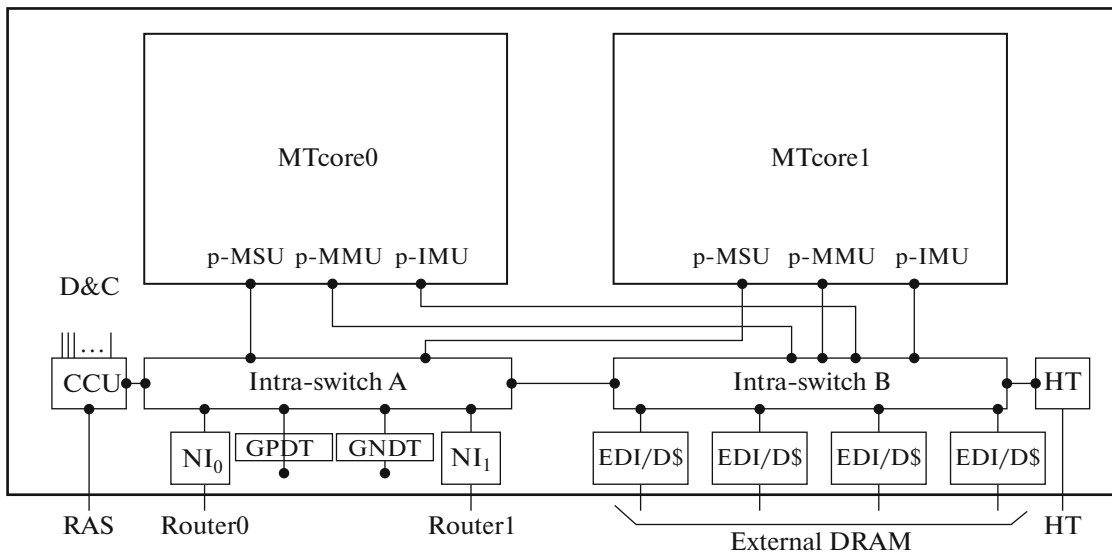 MTcore0
MTcore1
p-MSU p-MMU p-IMU
p-MSU p-MMU p-IMU
D&C
...
CCU
Intra-switch A
Intra-switch B
HT
NI₀
GPDT
GNDT
NI₁
EDI/D$
EDI/D$
EDI/D$
EDI/D$
RAS
Router0
Router1
External DRAM
HT